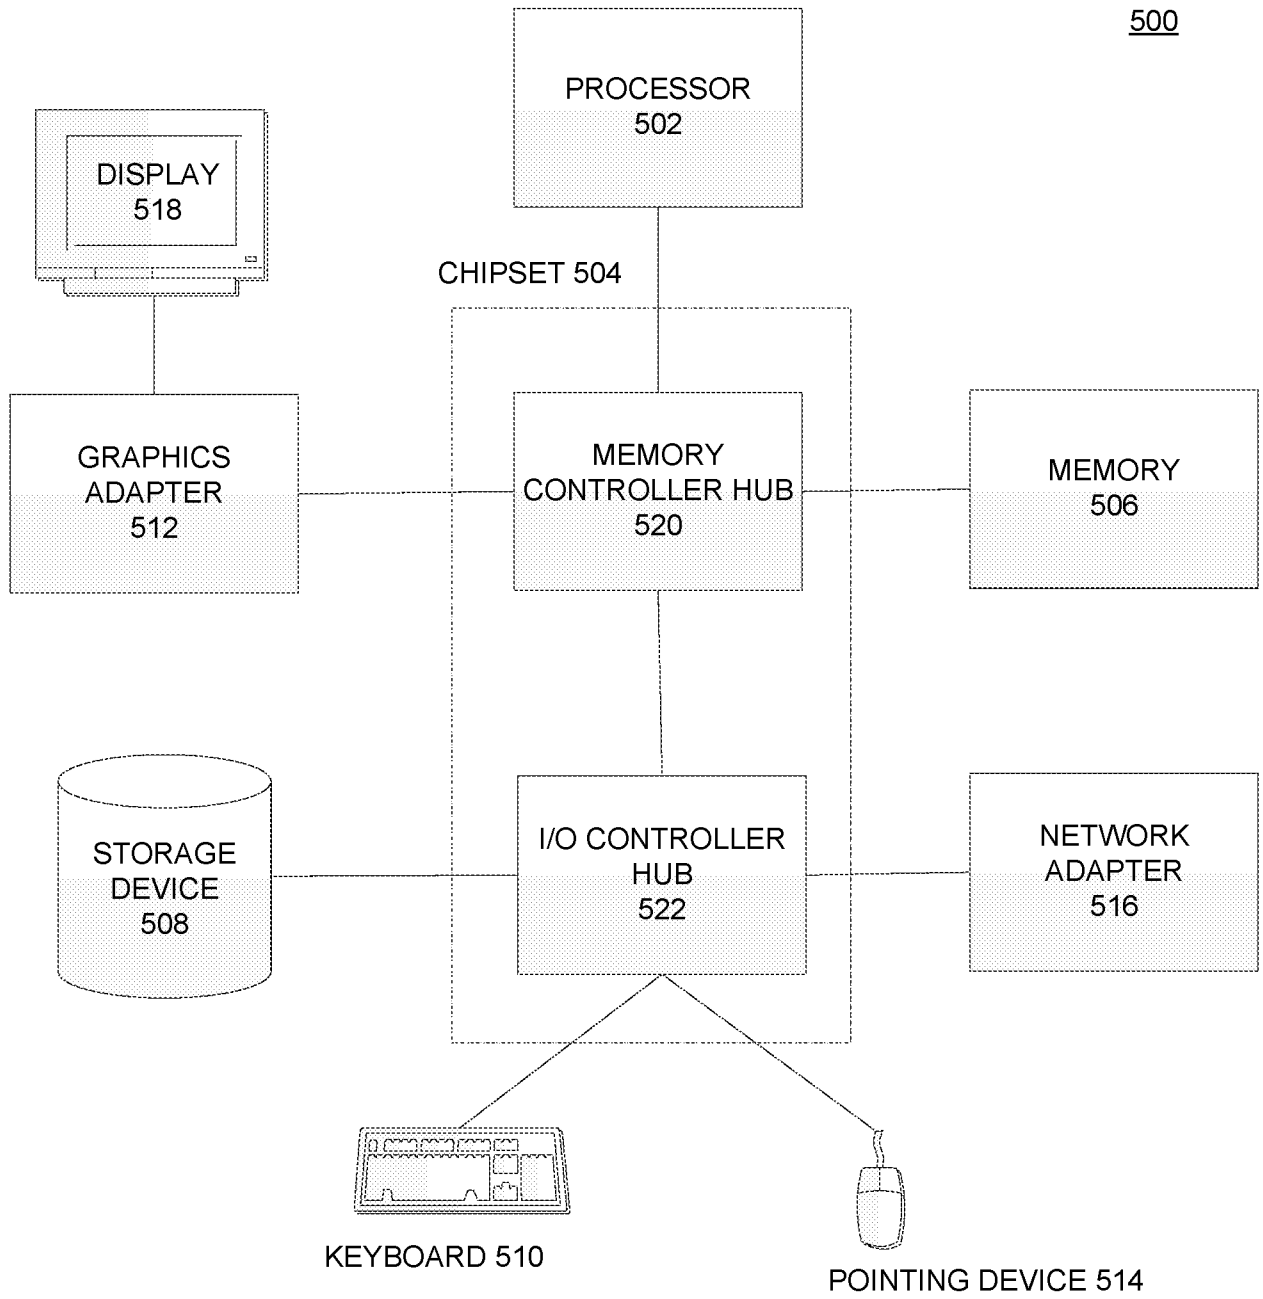 500
PROCESSOR
502
DISPLAY
518
CHIPSET 504
GRAPHICS
ADAPTER
512
MEMORY
CONTROLLER HUB
520
MEMORY
506
STORAGE
DEVICE
508
I/O CONTROLLER
HUB
522
NETWORK
ADAPTER
516
KEYBOARD 510
POINTING DEVICE 514